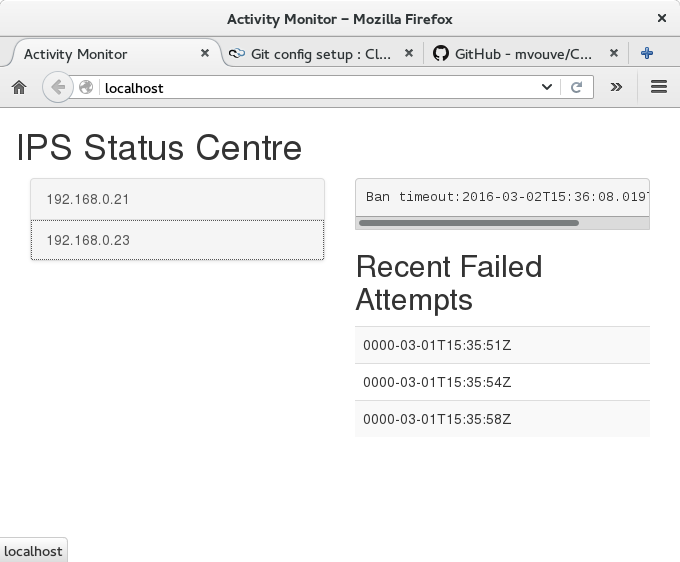 Activity Monitor – Mozilla Firefox
Activity Monitor
Git config setup : Cl...
GitHub - mvouve/C...
localhost
IPS Status Centre
192.168.0.21
192.168.0.23
Ban timeout:2016-03-02T15:36:08.019
Recent Failed
Attempts
0000-03-01T15:35:51Z
0000-03-01T15:35:54Z
0000-03-01T15:35:58Z
localhost